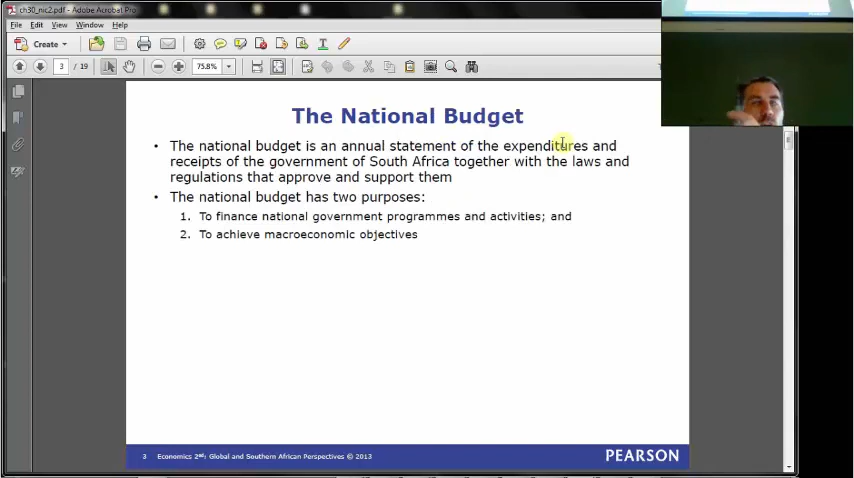 ch30_nic2.pdf - Adobe Acrobat Pro
File Edit View Window Help
Create
3 / 19 75.8%
The National Budget
• The national budget is an annual statement of the expenditures and
receipts of the government of South Africa together with the laws and
regulations that approve and support them
• The national budget has two purposes:
1. To finance national government programmes and activities; and
2. To achieve macroeconomic objectives
3 Economics 2nd: Global and Southern African Perspectives © 2013
PEARSON